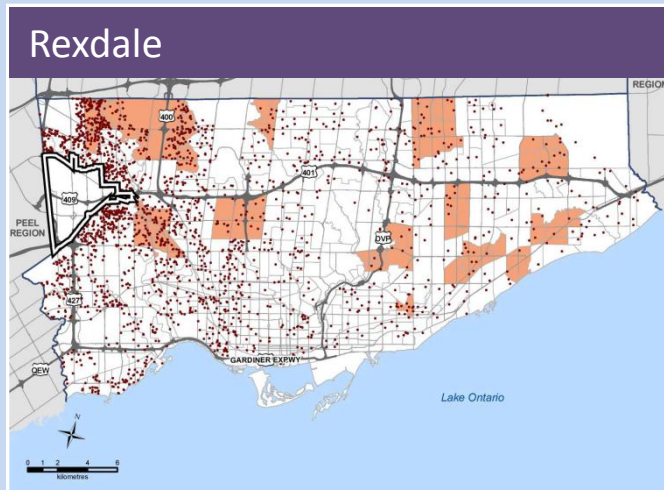 Rexdale
REGION
400
401
409
PEEL
REGION
DVP
427
GARDINER EXPWY
QEW
Lake Ontario
N
0 1 2 4 6
kilometres